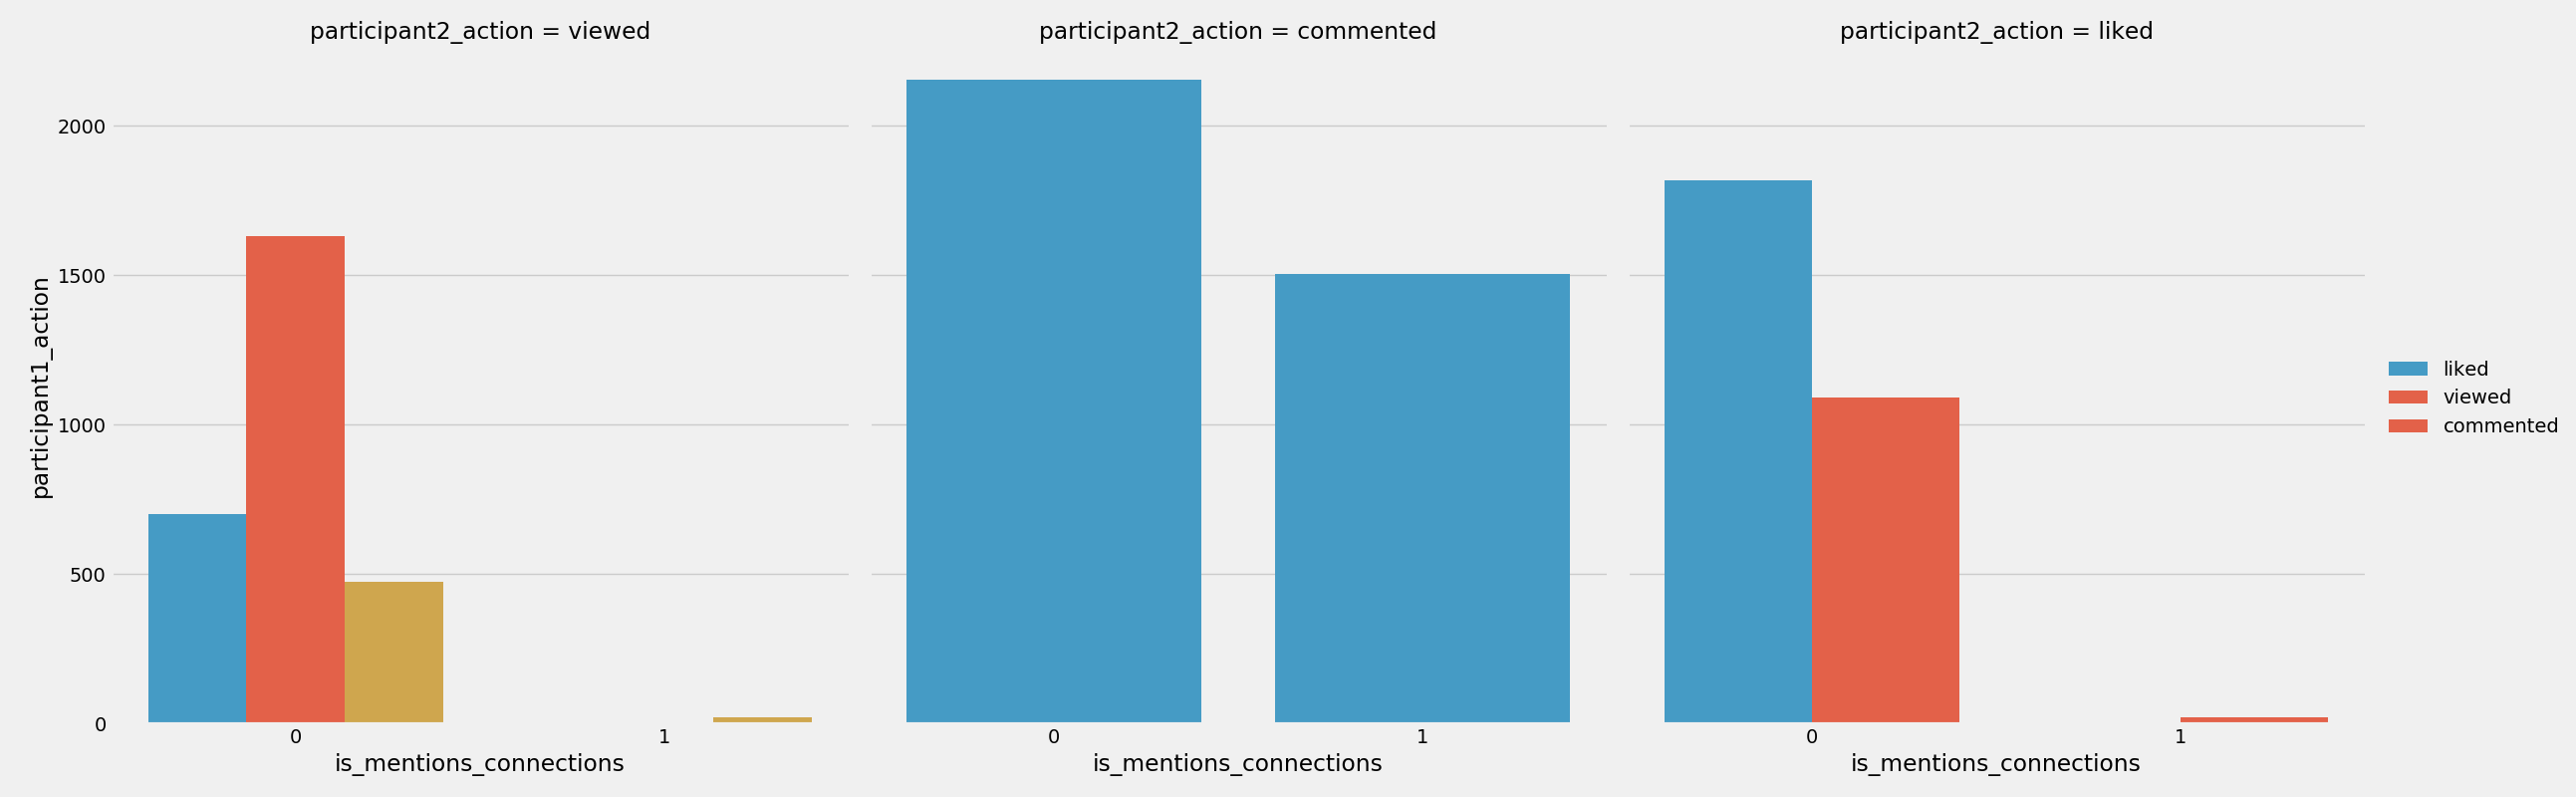 participant2_action = viewed
participant2_action = commented
participant2_action = liked
participant1_action
2000
1500
1000
500
0
0
1
0
1
0
1
is_mentions_connections
is_mentions_connections
is_mentions_connections
liked
viewed
commented